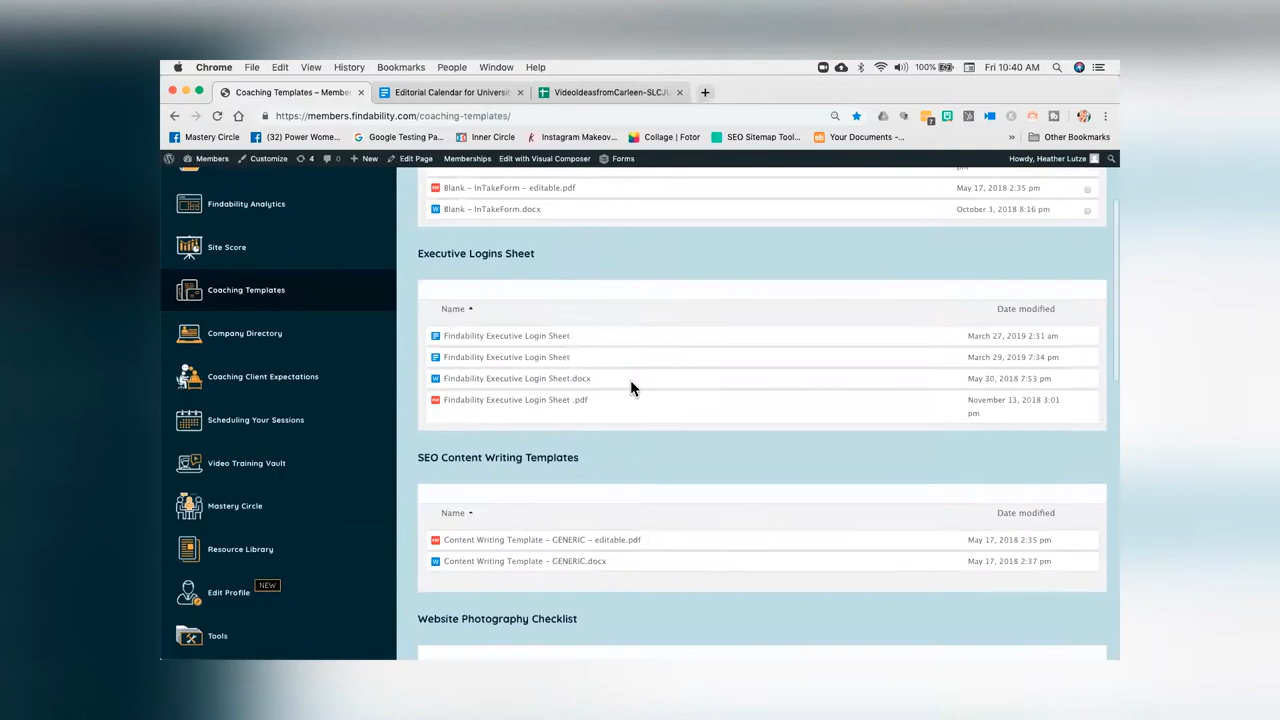 Chrome File Edit View History Bookmarks People Window Help 100% Fri 10:40 AM
Coaching Templates – Membe Editorial Calendar for Universit VideoIdeasfromCarleen-SLCJU
https://members.findability.com/coaching-templates/
Mastery Circle (32) Power Wome... Google Testing Pa... Inner Circle Instagram Makeov... Collage | Fotor SEO Sitemap Tool... Your Documents -... » Other Bookmarks
Members Customize 4 0 New Edit Page Memberships Edit with Visual Composer Forms Howdy, Heather Lutze
pm
Blank – InTakeForm – editable.pdf May 17, 2018 2:35 pm
Blank – InTakeForm.docx October 3, 2018 8:16 pm
Findability Analytics
Site Score
Coaching Templates
Company Directory
Coaching Client Expectations
Scheduling Your Sessions
Video Training Vault
Mastery Circle
Resource Library
Edit Profile NEW
Tools
Executive Logins Sheet
Name Date modified
Findability Executive Login Sheet March 27, 2019 2:31 am
Findability Executive Login Sheet March 29, 2019 7:34 pm
Findability Executive Login Sheet.docx May 30, 2018 7:53 pm
Findability Executive Login Sheet .pdf November 13, 2018 3:01
pm
SEO Content Writing Templates
Name Date modified
Content Writing Template – GENERIC – editable.pdf May 17, 2018 2:35 pm
Content Writing Template – GENERIC.docx May 17, 2018 2:37 pm
Website Photography Checklist